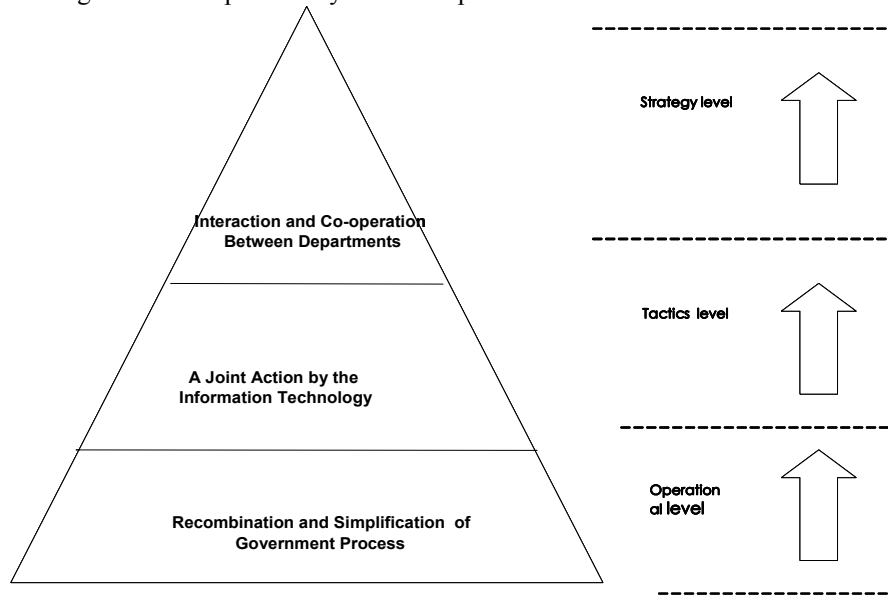 Strategy level
Interaction and Co-operation
Between Departments
Tactics level
A Joint Action by the
Information Technology
Operation
al level
Recombination and Simplification of
Government Process